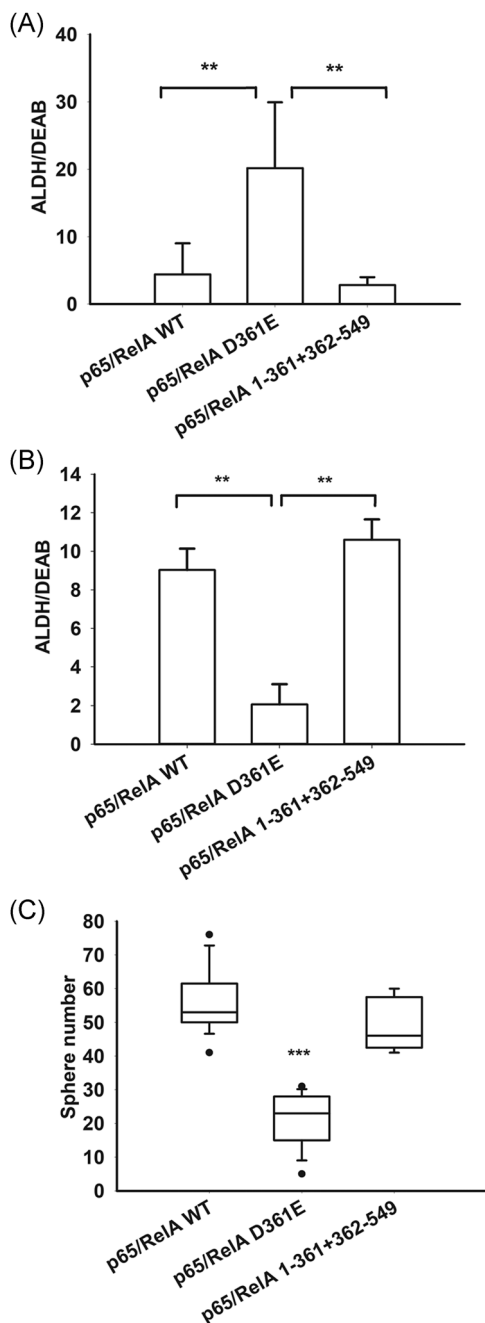 (A)
40
30
20
10
0
ALDH/DEAB
** **
p65/RelA WT
p65/RelA D361E
p65/RelA 1-361+362-549
(B)
14
12
10
8
6
4
2
0
ALDH/DEAB
** **
p65/RelA WT
p65/RelA D361E
p65/RelA 1-361+362-549
(C)
80
70
60
50
40
30
20
10
0
Sphere number
***
p65/RelA WT
p65/RelA D361E
p65/RelA 1-361+362-549